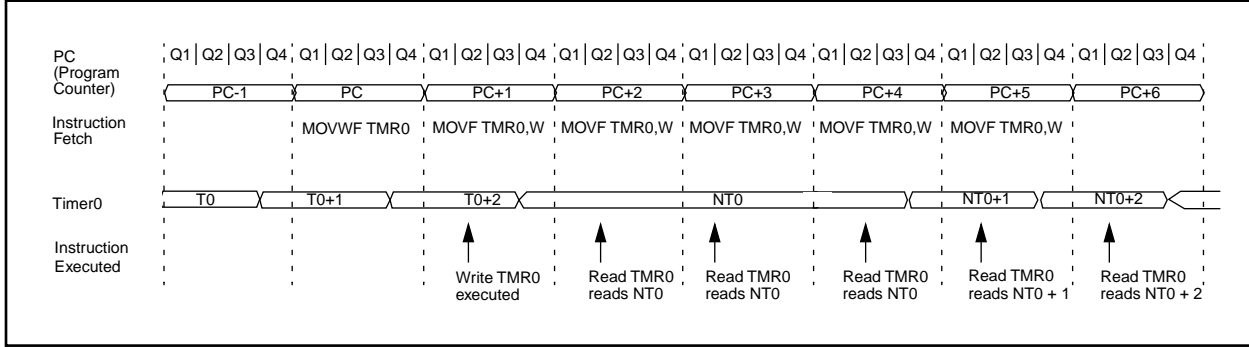 PC
(Program
Counter)
Q1 Q2 Q3 Q4 Q1 Q2 Q3 Q4 Q1 Q2 Q3 Q4 Q1 Q2 Q3 Q4 Q1 Q2 Q3 Q4 Q1 Q2 Q3 Q4 Q1 Q2 Q3 Q4 Q1 Q2 Q3 Q4
PC-1 PC PC+1 PC+2 PC+3 PC+4 PC+5 PC+6
Instruction
Fetch
MOVWF TMR0 MOVF TMR0,W MOVF TMR0,W MOVF TMR0,W MOVF TMR0,W MOVF TMR0,W
Timer0
T0 T0+1 T0+2 NT0 NT0+1 NT0+2
Instruction
Executed
Write TMR0
executed
Read TMR0
reads NT0
Read TMR0
reads NT0
Read TMR0
reads NT0
Read TMR0
reads NT0 + 1
Read TMR0
reads NT0 + 2